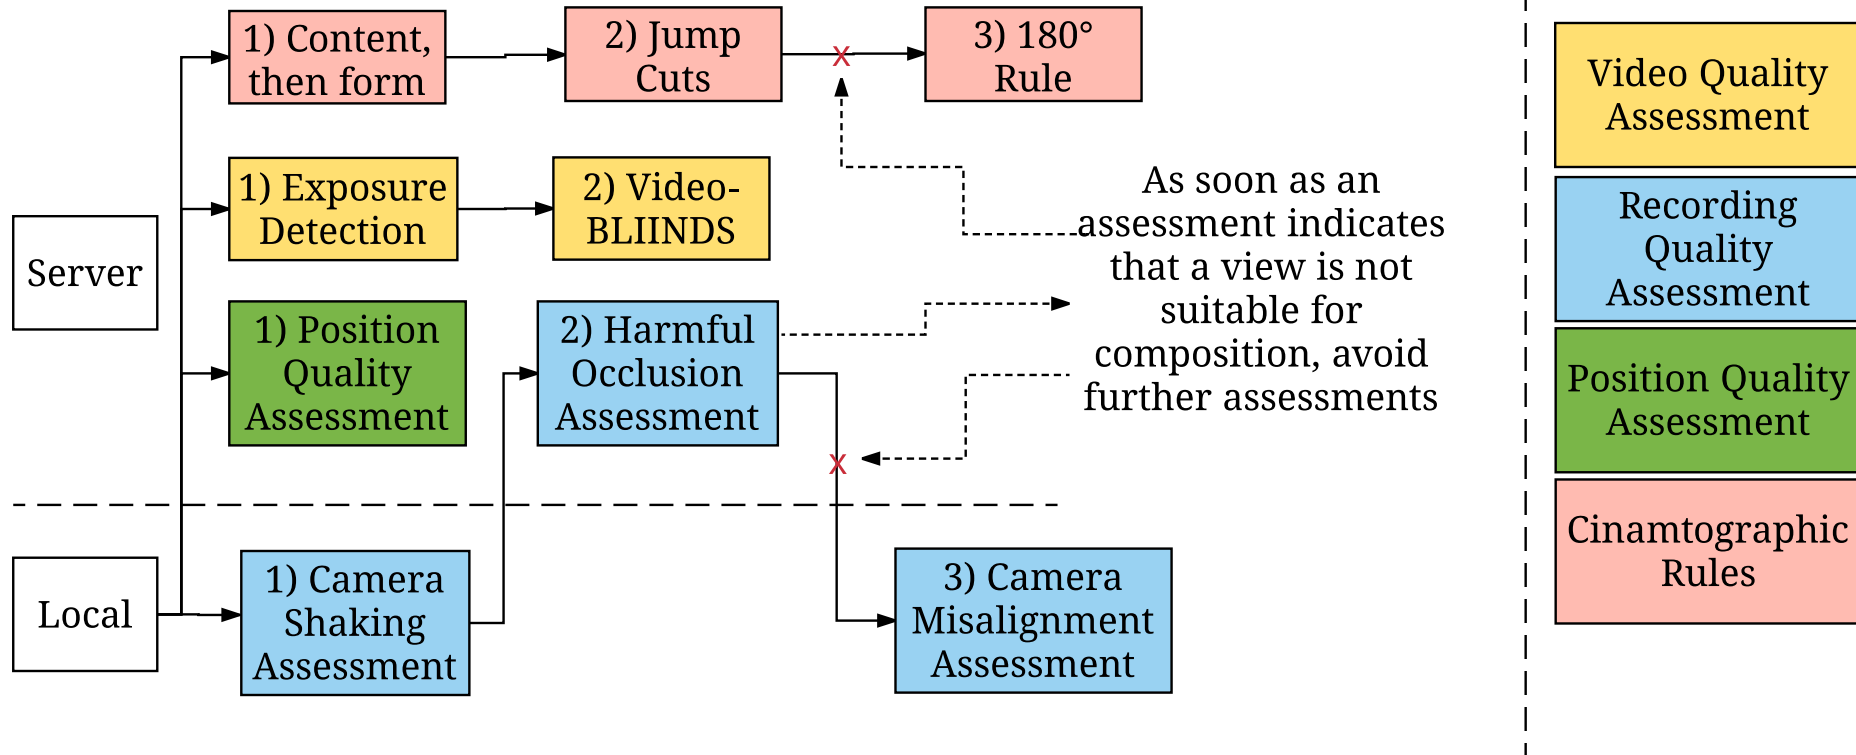 1) Content,
then form
2) Jump
Cuts
x
3) 180°
Rule
1) Exposure
Detection
2) Video-
BLIINDS
Server
1) Position
Quality
Assessment
2) Harmful
Occlusion
Assessment
As soon as an
assessment indicates
that a view is not
suitable for
composition, avoid
further assessments
x
Local
1) Camera
Shaking
Assessment
3) Camera
Misalignment
Assessment
Video Quality
Assessment
Recording
Quality
Assessment
Position Quality
Assessment
Cinamtographic
Rules